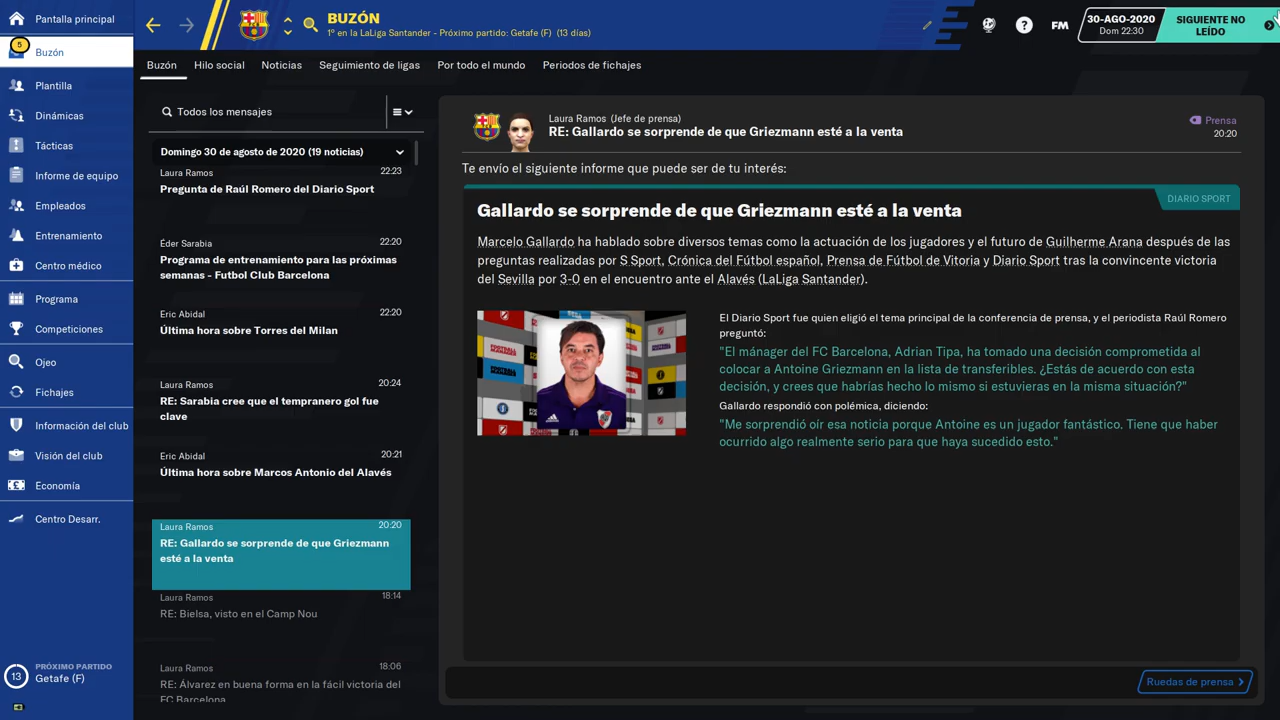 Pantalla principal
5
Buzón
Plantilla
Dinámicas
Tácticas
Informe de equipo
Empleados
Entrenamiento
Centro médico
Programa
Competiciones
Ojeo
Fichajes
Información del club
Visión del club
Economía
Centro Desarr.
13
PRÓXIMO PARTIDO
Getafe (F)
BUZÓN
1º en la LaLiga Santander - Próximo partido: Getafe (F) (13 días)
?
FM
30-AGO-2020
Dom 22:30
SIGUIENTE NO
LEÍDO
Buzón
Hilo social
Noticias
Seguimiento de ligas
Por todo el mundo
Periodos de fichajes
Todos los mensajes
Domingo 30 de agosto de 2020 (19 noticias)
Laura Ramos 22:23
Pregunta de Raúl Romero del Diario Sport
Éder Sarabia 22:20
Programa de entrenamiento para las próximas
semanas - Futbol Club Barcelona
Eric Abidal 22:20
Última hora sobre Torres del Milan
Laura Ramos 20:24
RE: Sarabia cree que el tempranero gol fue
clave
Eric Abidal 20:21
Última hora sobre Marcos Antonio del Alavés
Laura Ramos 20:20
RE: Gallardo se sorprende de que Griezmann
esté a la venta
Laura Ramos 18:14
RE: Bielsa, visto en el Camp Nou
Laura Ramos 18:06
RE: Álvarez en buena forma en la fácil victoria del
FC Barcelona
Laura Ramos (Jefe de prensa)
RE: Gallardo se sorprende de que Griezmann esté a la venta
Prensa
20:20
Te envío el siguiente informe que puede ser de tu interés:
DIARIO SPORT
Gallardo se sorprende de que Griezmann esté a la venta
Marcelo Gallardo ha hablado sobre diversos temas como la actuación de los jugadores y el futuro de Guilherme Arana después de las
preguntas realizadas por S Sport, Crónica del Fútbol español, Prensa de Fútbol de Vitoria y Diario Sport tras la convincente victoria
del Sevilla por 3-0 en el encuentro ante el Alavés (LaLiga Santander).
El Diario Sport fue quien eligió el tema principal de la conferencia de prensa, y el periodista Raúl Romero
preguntó:
"El mánager del FC Barcelona, Adrian Tipa, ha tomado una decisión comprometida al
colocar a Antoine Griezmann en la lista de transferibles. ¿Estás de acuerdo con esta
decisión, y crees que habrías hecho lo mismo si estuvieras en la misma situación?"
Gallardo respondió con polémica, diciendo:
"Me sorprendió oír esa noticia porque Antoine es un jugador fantástico. Tiene que haber
ocurrido algo realmente serio para que haya sucedido esto."
Ruedas de prensa